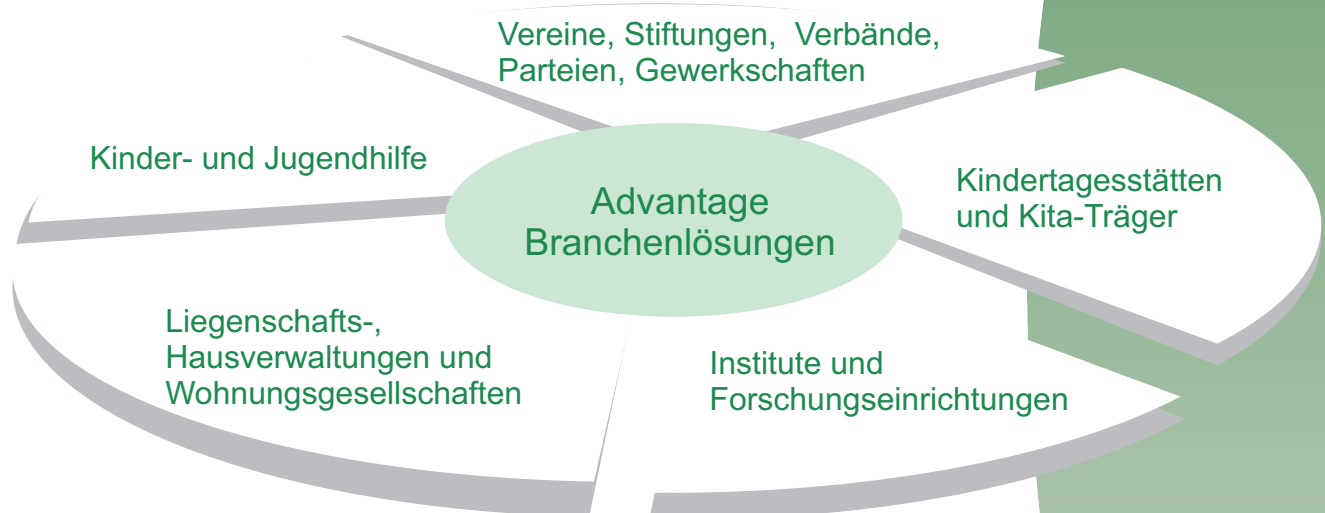 Vereine, Stiftungen, Verbände,
Parteien, Gewerkschaften
Kinder- und Jugendhilfe
Kindertagesstätten
und Kita-Träger
Advantage
Branchenlösungen
Liegenschafts-,
Hausverwaltungen und
Wohnungsgesellschaften
Institute und
Forschungseinrichtungen